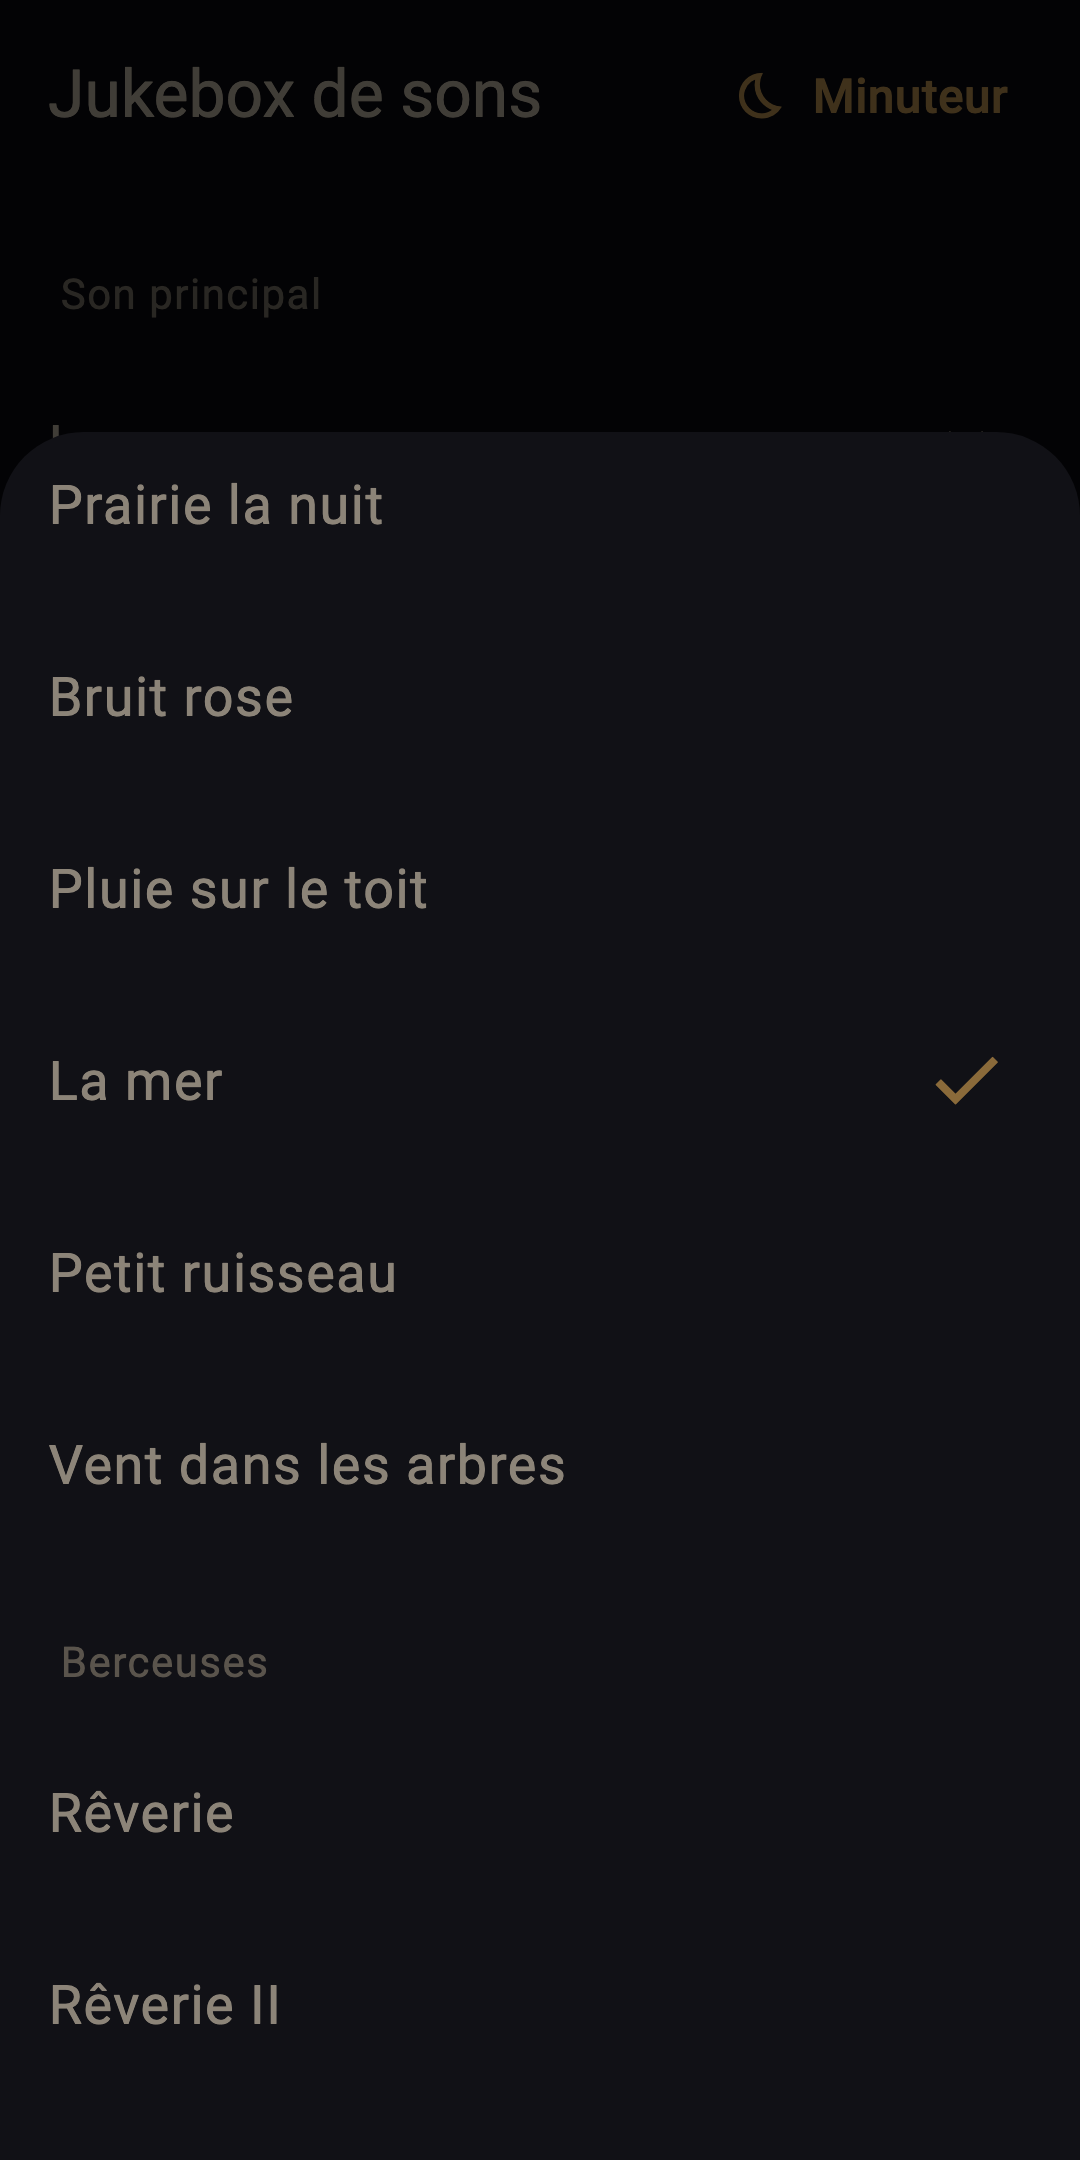 Jukebox de sons
Minuteur
Son principal
Prairie la nuit
Bruit rose
Pluie sur le toit
La mer
Petit ruisseau
Vent dans les arbres
Berceuses
Rêverie
Rêverie II